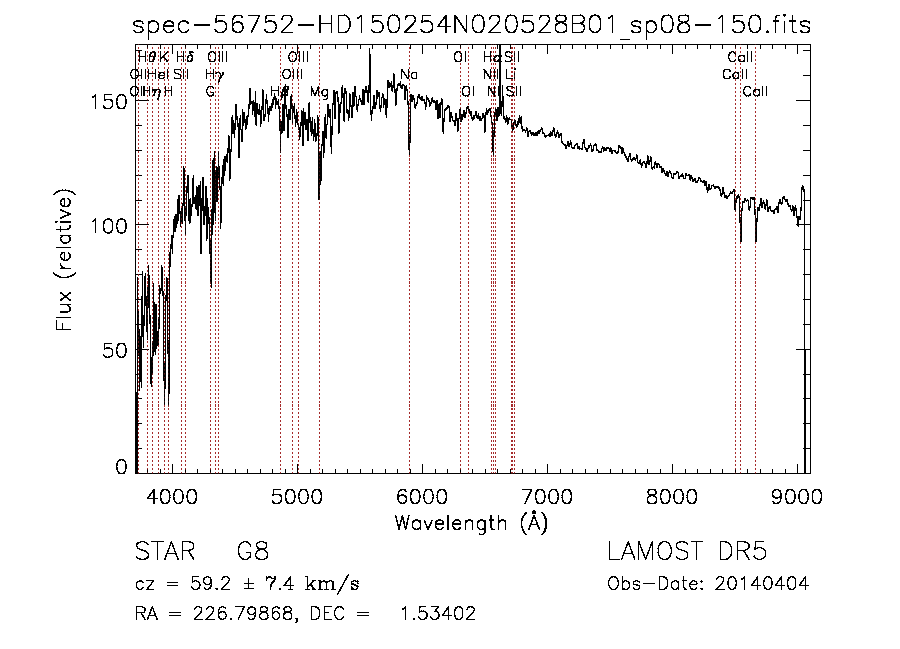 spec-56752-HD150254N020528B01_sp08-150.fits
Hθ K Hδ OIII OIII OI Hα SII CaII
OII HeI SII Hγ OIII Na NII Li CaII
OII Hη H G Hβ Mg OI NII SII CaII
150
100
50
0
Flux (relative)
4000 5000 6000 7000 8000 9000
Wavelength (Å)
STAR G8 LAMOST DR5
cz = 59.2 ± 7.4 km/s Obs-Date: 20140404
RA = 226.79868, DEC = 1.53402